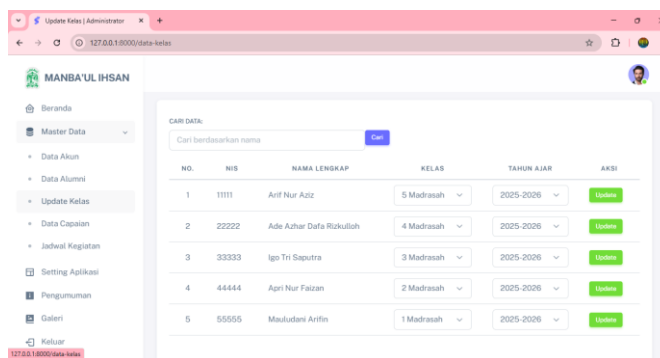 Update Kelas | Administrator
127.0.0.1:8000/data-kelas
MANBA'UL IHSAN
Beranda
Master Data
Data Akun
Data Alumni
Update Kelas
Data Capaian
Jadwal Kegiatan
Setting Aplikasi
Pengumuman
Galeri
Keluar
127.0.0.1:8000/data-kelas
CARI DATA:
Cari berdasarkan nama Cari
NO. NIS NAMA LENGKAP KELAS TAHUN AJAR AKSI
1 11111 Arif Nur Aziz 5 Madrasah 2025-2026 Update
2 22222 Ade Azhar Dafa Rizkulloh 4 Madrasah 2025-2026 Update
3 33333 Igo Tri Saputra 3 Madrasah 2025-2026 Update
4 44444 Apri Nur Faizan 2 Madrasah 2025-2026 Update
5 55555 Mauludani Arifin 1 Madrasah 2025-2026 Update